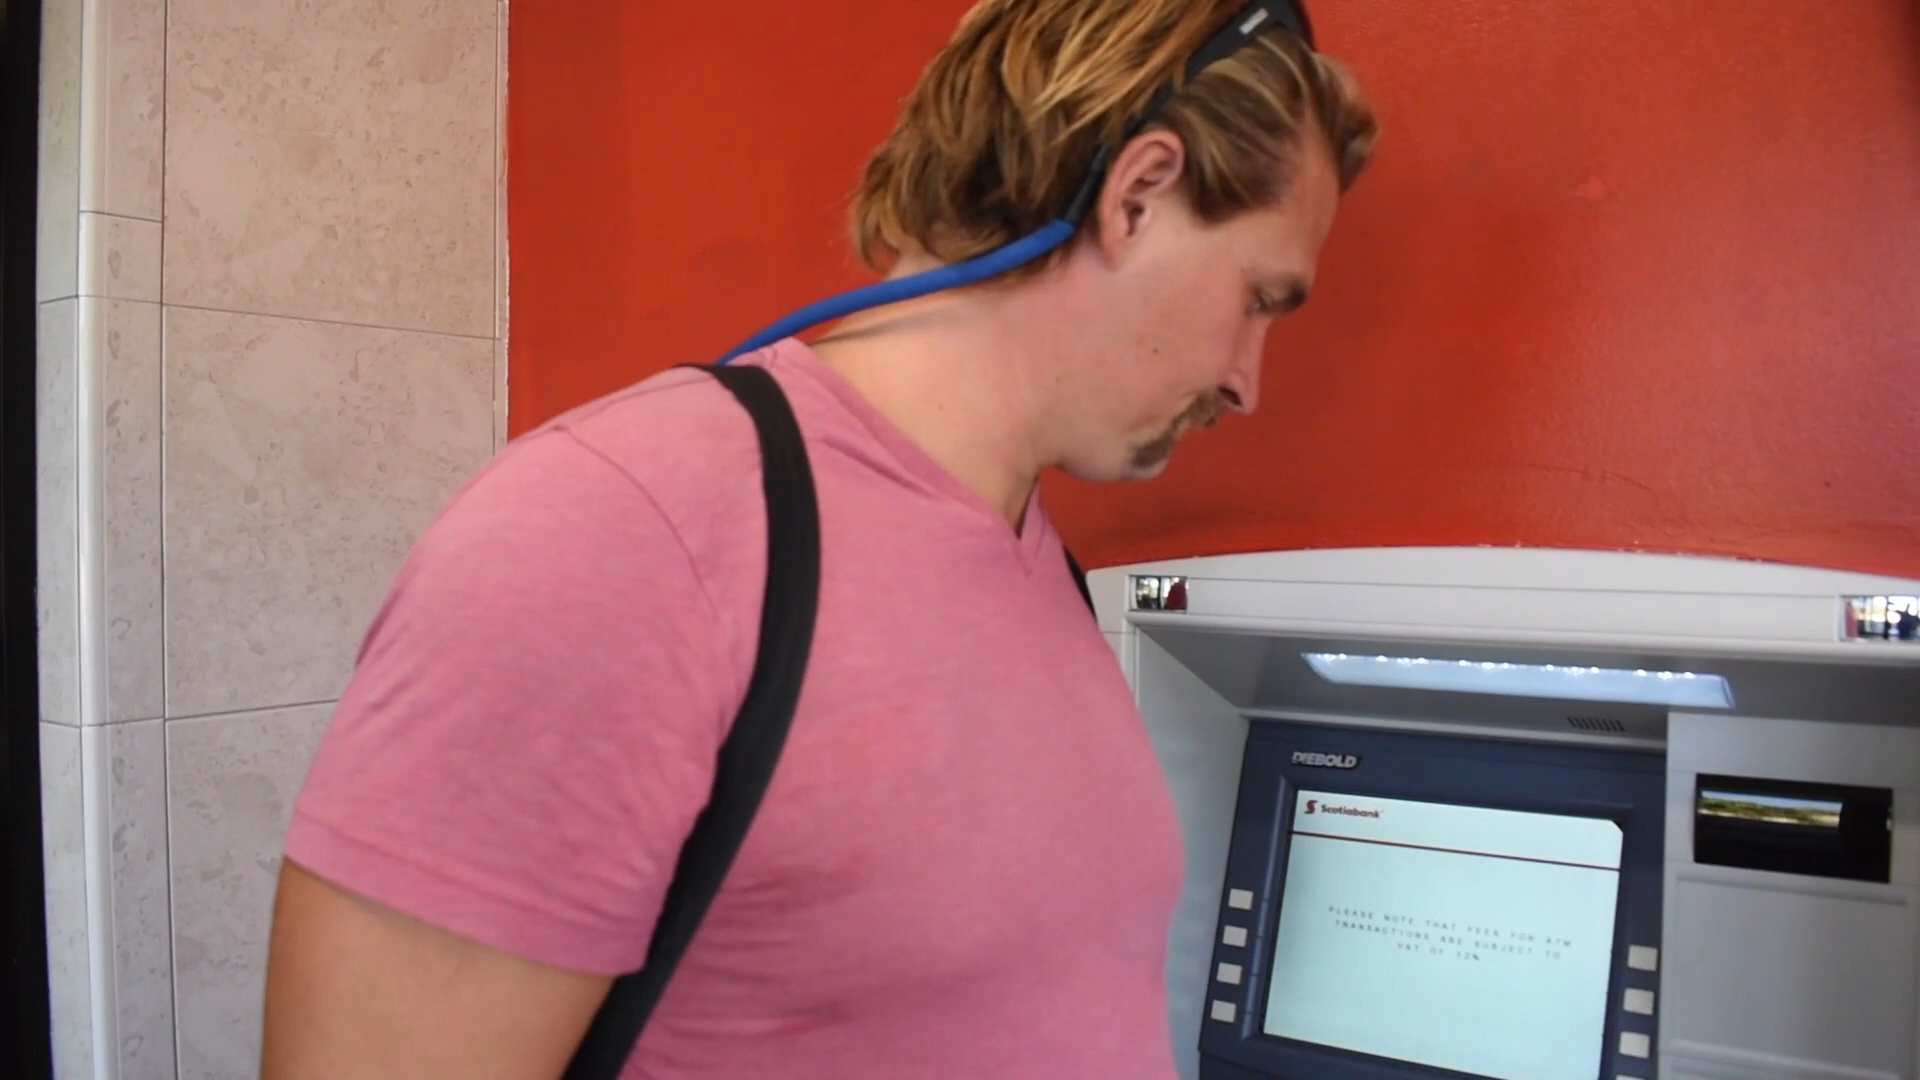 DIEBOLD
Scotiabank
PLEASE NOTE THAT FEES FOR ATM
TRANSACTIONS ARE SUBJECT TO
VAT OF 12%